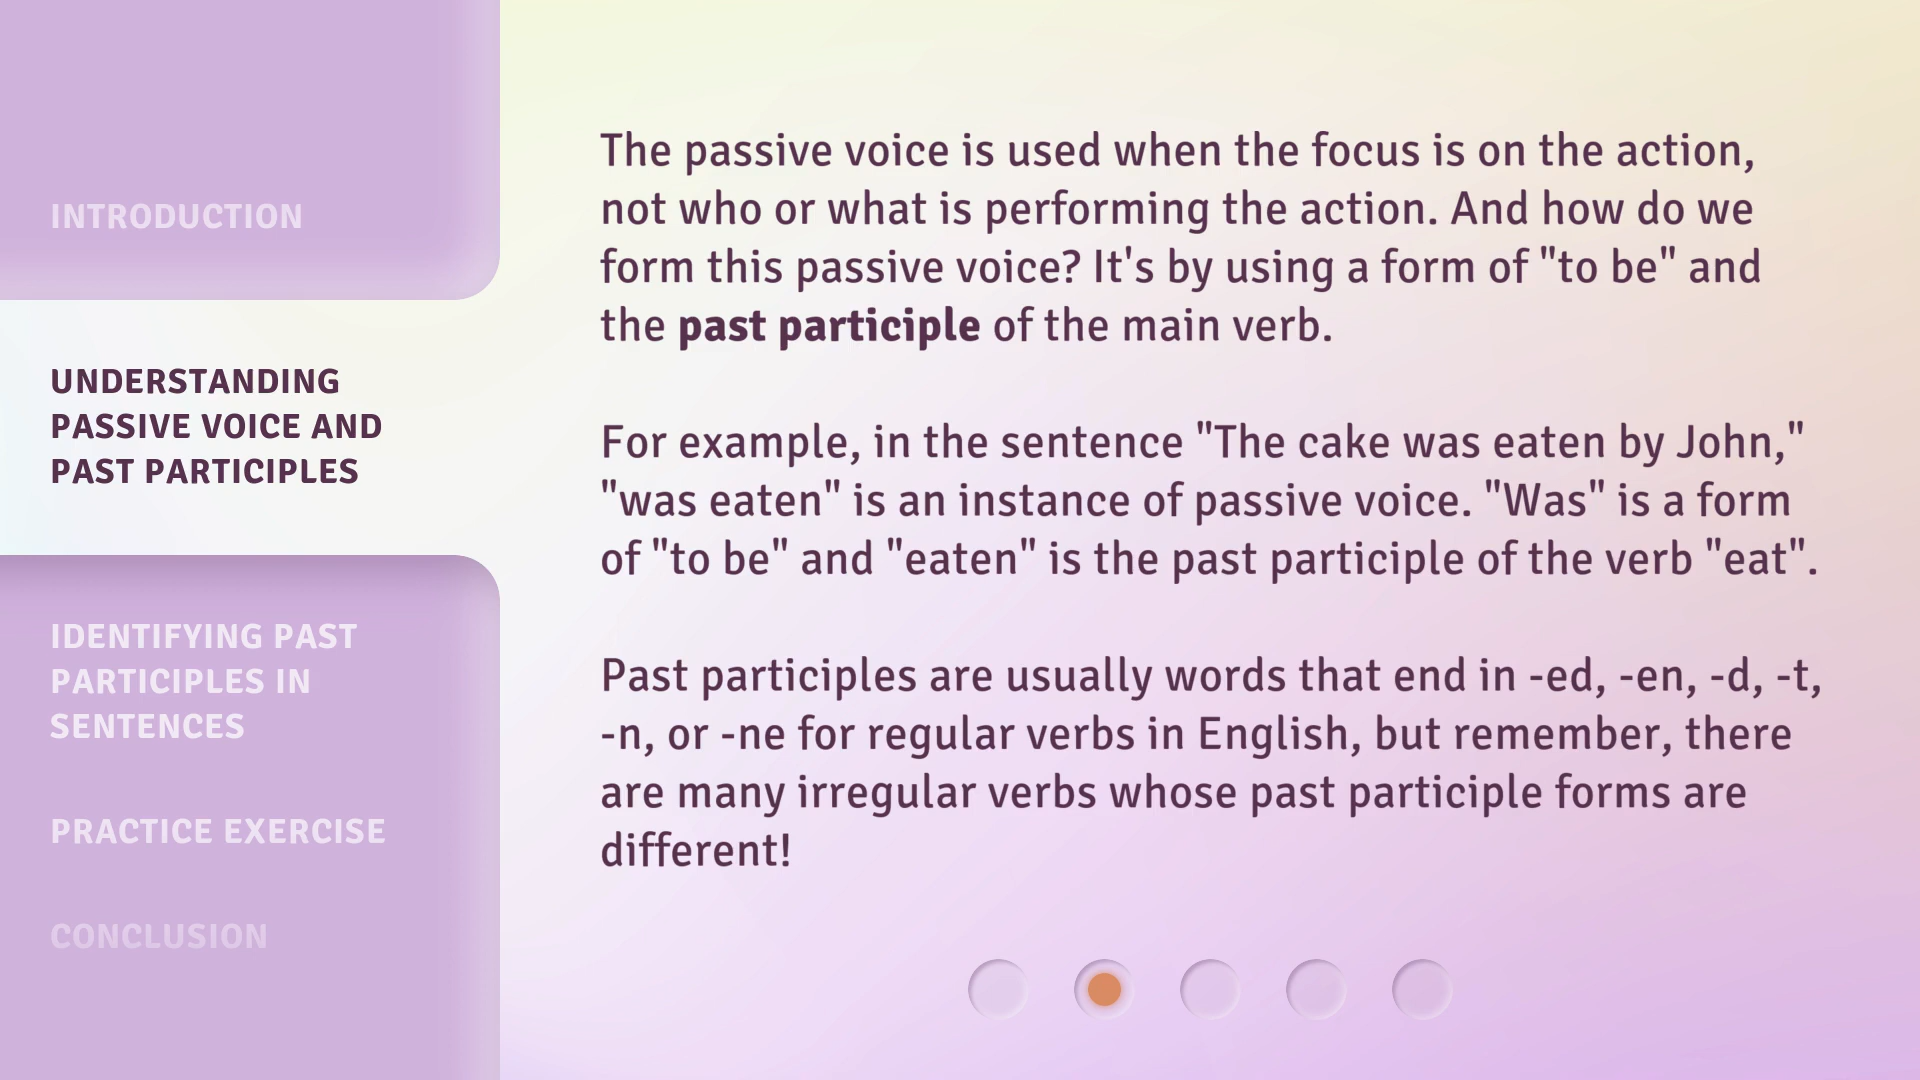 INTRODUCTION
UNDERSTANDING
PASSIVE VOICE AND
PAST PARTICIPLES
IDENTIFYING PAST
PARTICIPLES IN
SENTENCES
PRACTICE EXERCISE
CONCLUSION
The passive voice is used when the focus is on the action,
not who or what is performing the action. And how do we
form this passive voice? It's by using a form of "to be" and
the past participle of the main verb.
For example, in the sentence "The cake was eaten by John,"
"was eaten" is an instance of passive voice. "Was" is a form
of "to be" and "eaten" is the past participle of the verb "eat".
Past participles are usually words that end in -ed, -en, -d, -t,
-n, or -ne for regular verbs in English, but remember, there
are many irregular verbs whose past participle forms are
different!